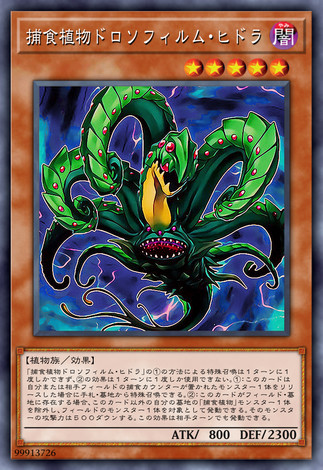 捕食植物ドロソフィルム・ヒドラ
闇
やみ
【植物族/効果】
「捕食植物ドロソフィルム・ヒドラ」の①の方法による特殊召喚は1ターンに1
度しかできず、②の効果は1ターンに1度しか使用できない。①：このカードは
自分または相手フィールドの捕食カウンターが置かれたモンスター1体をリリ
ースした場合に手札・墓地から特殊召喚できる。②：このカードがフィールド・墓
地に存在する場合、このカード以外の自分の墓地の「捕食植物」モンスター1体
を除外し、フィールドのモンスター1体を対象として発動できる。そのモンスタ
ーの攻撃力は500ダウンする。この効果は相手ターンでも発動できる。
ATK/ 800 DEF/2300
99913726